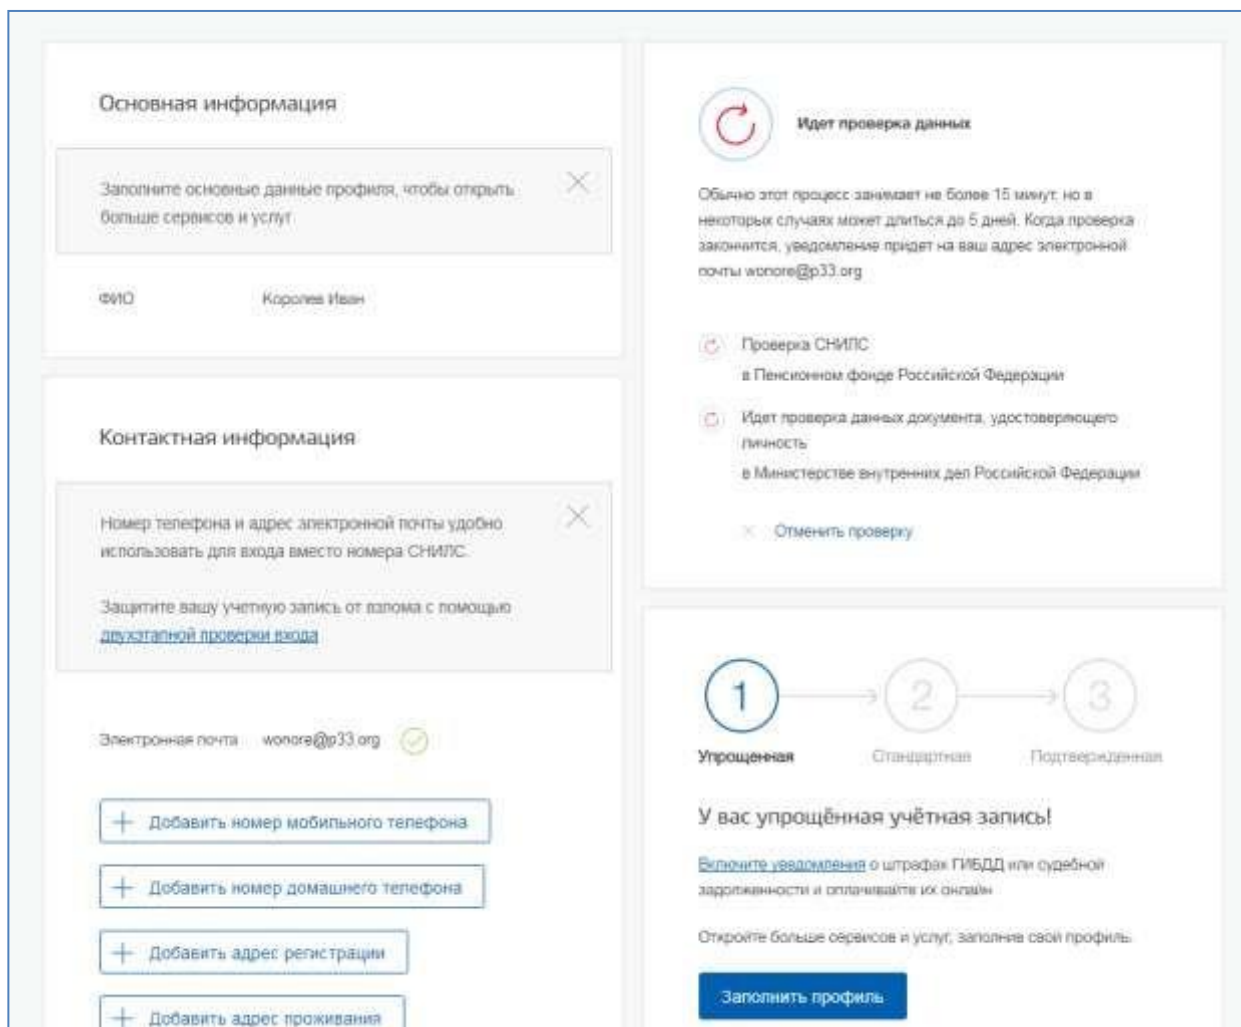 Основная информация
Заполните основные данные профиля, чтобы открыть
больше сервисов и услуг
ФИО Королев Иван
Контактная информация
Номер телефона и адрес электронной почты удобно
использовать для входа вместо номера СНИЛС.
Защитите вашу учетную запись от взлома с помощью
двухэтапной проверки входа
Электронная почта wonore@p33.org
+ Добавить номер мобильного телефона
+ Добавить номер домашнего телефона
+ Добавить адрес регистрации
+ Добавить адрес проживания
Идет проверка данных
Обычно этот процесс занимает не более 15 минут, но в
некоторых случаях может длиться до 5 дней. Когда проверка
закончится, уведомление придет на ваш адрес электронной
почты wonore@p33.org
Проверка СНИЛС
в Пенсионном фонде Российской Федерации
Идет проверка данных документа, удостоверяющего
личность
в Министерстве внутренних дел Российской Федерации
Отменить проверку
1 2 3
Упрощенная Стандартная Подтвержденная
У вас упрощённая учётная запись!
Включите уведомления о штрафах ГИБДД или судебной
задолженности и оплачивайте их онлайн
Откройте больше сервисов и услуг, заполнив свой профиль.
Заполнить профиль